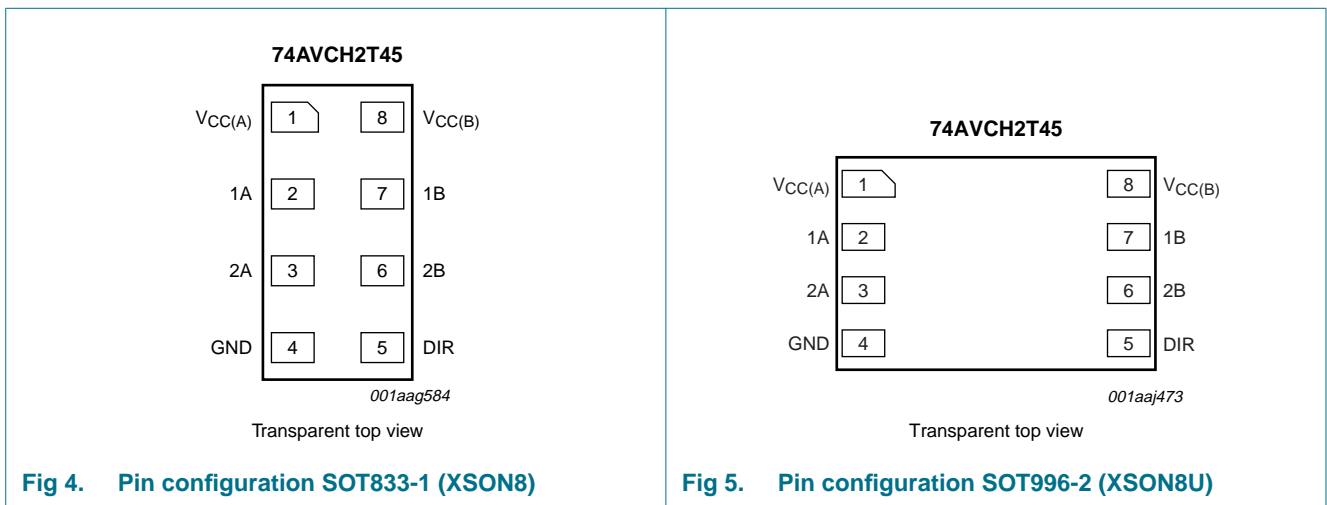 74AVCH2T45
VCC(A) 1 8 VCC(B)
1A 2 7 1B
2A 3 6 2B
GND 4 5 DIR
001aag584
Transparent top view
Fig 4. Pin configuration SOT833-1 (XSON8)
74AVCH2T45
VCC(A) 1 8 VCC(B)
1A 2 7 1B
2A 3 6 2B
GND 4 5 DIR
001aaj473
Transparent top view
Fig 5. Pin configuration SOT996-2 (XSON8U)